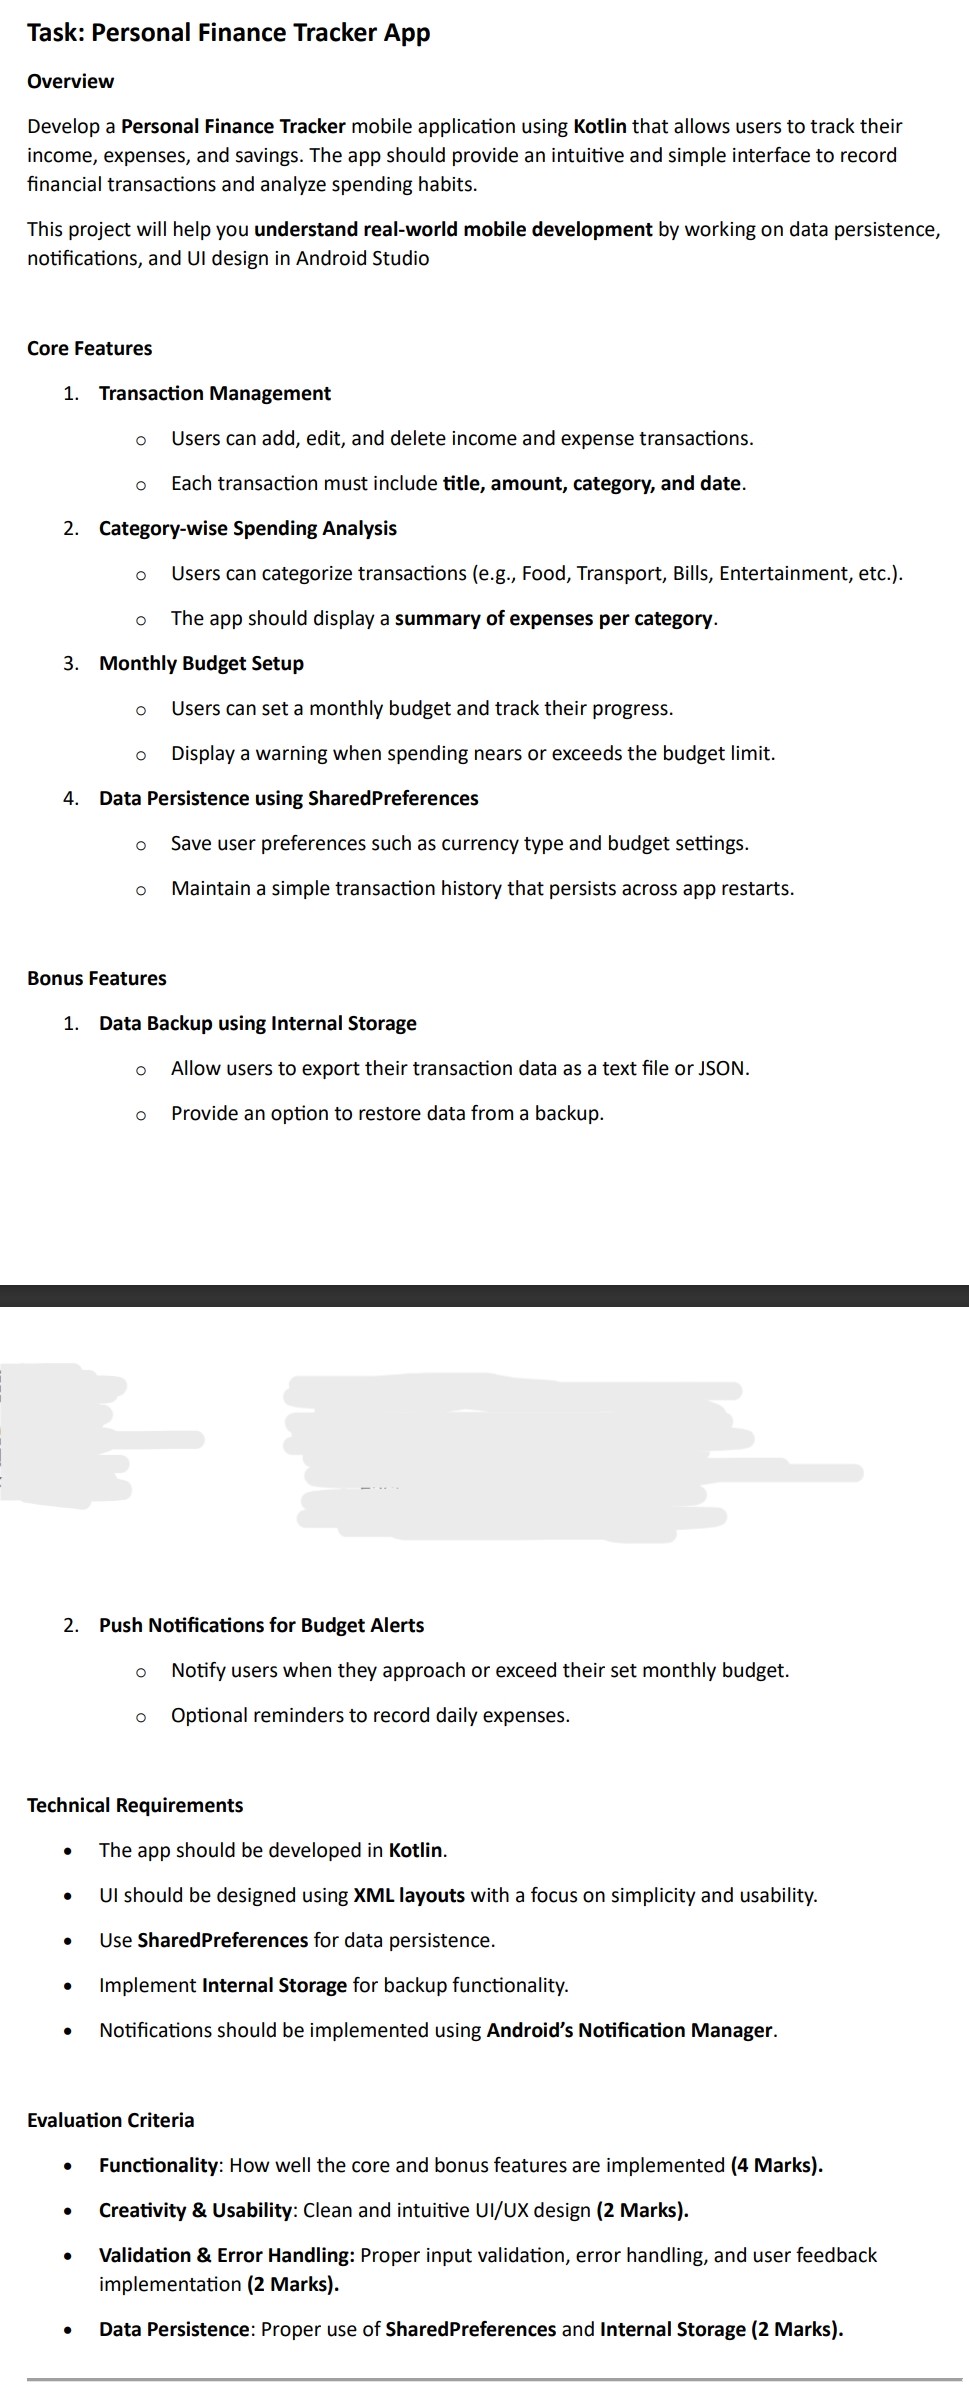 Task: Personal Finance Tracker App
Overview
Develop a Personal Finance Tracker mobile application using Kotlin that allows users to track their
income, expenses, and savings. The app should provide an intuitive and simple interface to record
financial transactions and analyze spending habits.
This project will help you understand real-world mobile development by working on data persistence,
notifications, and UI design in Android Studio
Core Features
1. Transaction Management
o Users can add, edit, and delete income and expense transactions.
o Each transaction must include title, amount, category, and date.
2. Category-wise Spending Analysis
o Users can categorize transactions (e.g., Food, Transport, Bills, Entertainment, etc.).
o The app should display a summary of expenses per category.
3. Monthly Budget Setup
o Users can set a monthly budget and track their progress.
o Display a warning when spending nears or exceeds the budget limit.
4. Data Persistence using SharedPreferences
o Save user preferences such as currency type and budget settings.
o Maintain a simple transaction history that persists across app restarts.
Bonus Features
1. Data Backup using Internal Storage
o Allow users to export their transaction data as a text file or JSON.
o Provide an option to restore data from a backup.
2. Push Notifications for Budget Alerts
o Notify users when they approach or exceed their set monthly budget.
o Optional reminders to record daily expenses.
Technical Requirements
• The app should be developed in Kotlin.
• UI should be designed using XML layouts with a focus on simplicity and usability.
• Use SharedPreferences for data persistence.
• Implement Internal Storage for backup functionality.
• Notifications should be implemented using Android’s Notification Manager.
Evaluation Criteria
• Functionality: How well the core and bonus features are implemented (4 Marks).
• Creativity & Usability: Clean and intuitive UI/UX design (2 Marks).
• Validation & Error Handling: Proper input validation, error handling, and user feedback
implementation (2 Marks).
• Data Persistence: Proper use of SharedPreferences and Internal Storage (2 Marks).